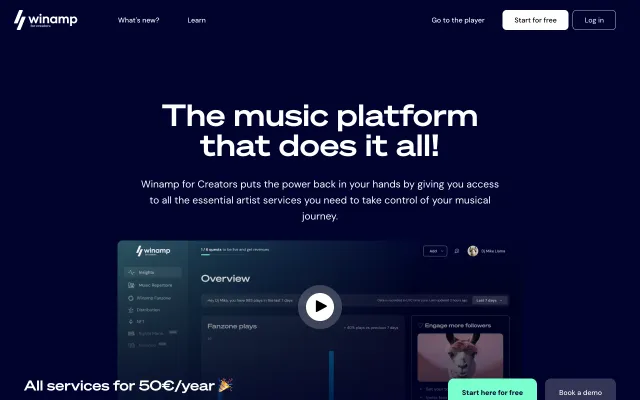 winamp
for creators
What's new?
Learn
Go to the player
Start for free
Log in
The music platform
that does it all!
Winamp for Creators puts the power back in your hands by giving you access
to all the essential artist services you need to take control of your musical
journey.
winamp
Add
Dj Mike Llama
Insights
Music Repertoire
Winamp Fanzone
Distribution
NFT
Overview
Last 7 days
Fanzone plays
Engage more followers
All services for 50€/year 🎉
Start here for free
Book a demo